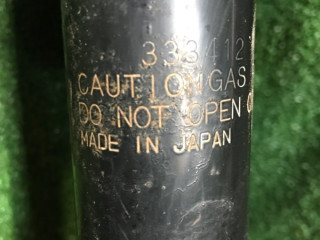 333412
CAUTION GAS
DO NOT OPEN
MADE IN JAPAN